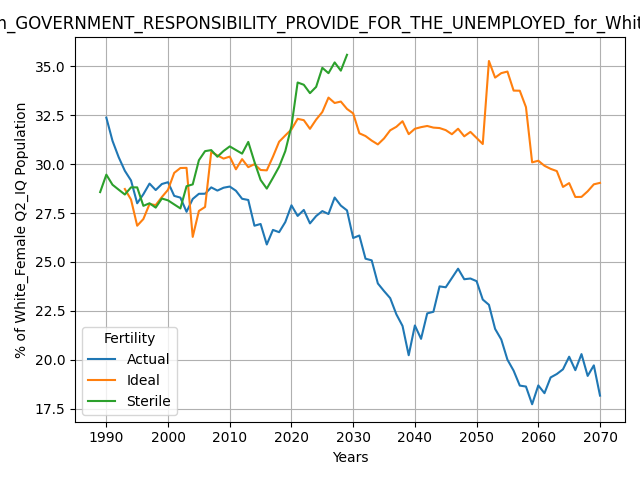 n_GOVERNMENT_RESPONSIBILITY_PROVIDE_FOR_THE_UNEMPLOYED_for_Whit
% of White_Female Q2_IQ Population
35.0
32.5
30.0
27.5
25.0
22.5
20.0
17.5
Fertility
Actual
Ideal
Sterile
1990 2000 2010 2020 2030 2040 2050 2060 2070
Years